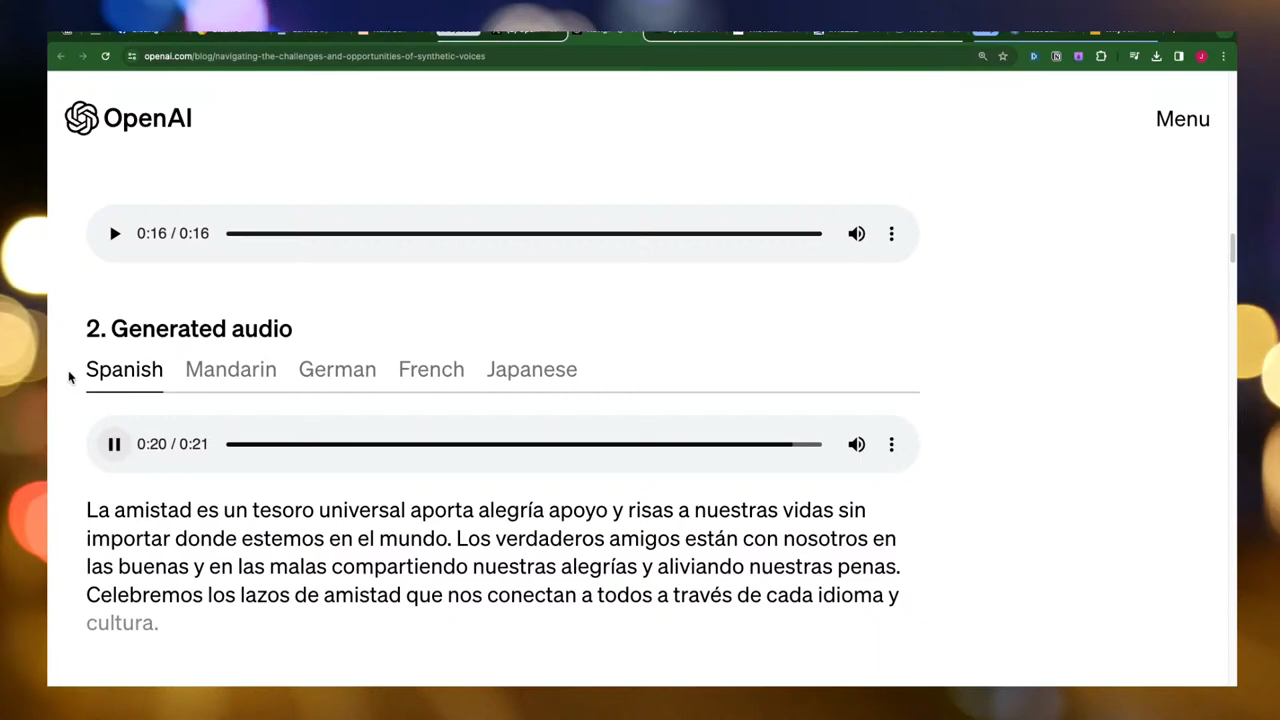 openai.com/blog/navigating-the-challenges-and-opportunities-of-synthetic-voices
OpenAI
Menu
0:16 / 0:16
2. Generated audio
Spanish Mandarin German French Japanese
0:20 / 0:21
La amistad es un tesoro universal aporta alegría apoyo y risas a nuestras vidas sin
importar donde estemos en el mundo. Los verdaderos amigos están con nosotros en
las buenas y en las malas compartiendo nuestras alegrías y aliviando nuestras penas.
Celebremos los lazos de amistad que nos conectan a todos a través de cada idioma y
cultura.